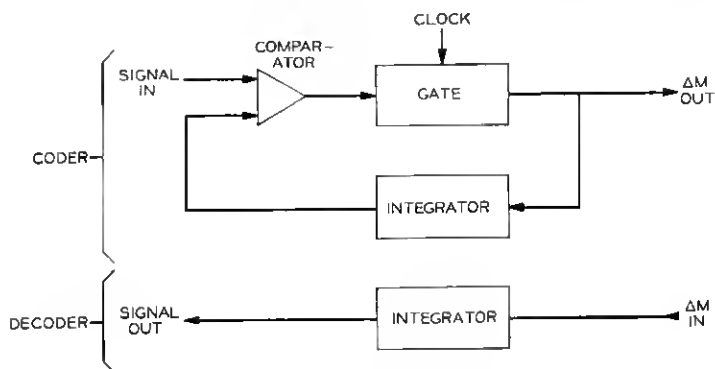 CLOCK
COMPAR-
ATOR
SIGNAL
IN
GATE
ΔM
OUT
CODER
INTEGRATOR
DECODER
SIGNAL
OUT
INTEGRATOR
ΔM
IN